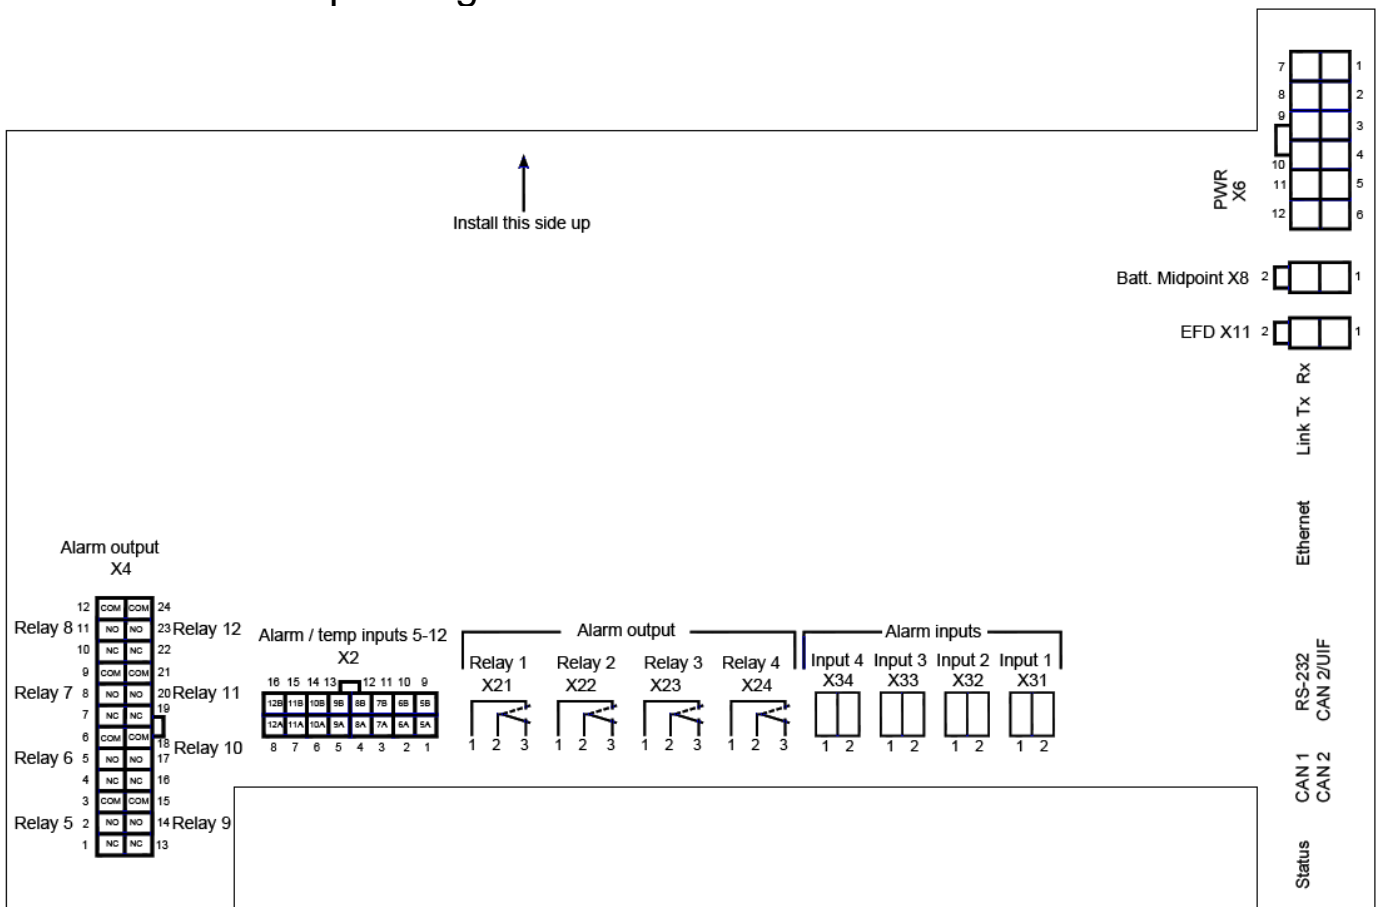 7 1
8 2
9 3
10 4
11 5
12 6
PWR
X6
Install this side up
Batt. Midpoint X8 2 1
EFD X11 2 1
Link Tx Rx
Ethernet
RS-232
CAN 2/UIF
CAN 1
CAN 2
Status
Alarm output
X4
12 COM COM 24
Relay 8 11 NO NO 23 Relay 12
10 NC NC 22
9 COM COM 21
Relay 7 8 NO NO 20 Relay 11
7 NC NC 19
6 COM COM 18 Relay 10
Relay 6 5 NO NO 17
4 NC NC 16
3 COM COM 15
Relay 5 2 NO NO 14 Relay 9
1 NC NC 13
Alarm / temp inputs 5-12
X2
16 15 14 13 12 11 10 9
12B 11B 10B 9B 8B 7B 6B 5B
12A 11A 10A 9A 8A 7A 6A 5A
8 7 6 5 4 3 2 1
Alarm output
Relay 1 Relay 2 Relay 3 Relay 4
X21 X22 X23 X24
1 2 3 1 2 3 1 2 3 1 2 3
Alarm inputs
Input 4 Input 3 Input 2 Input 1
X34 X33 X32 X31
1 2 1 2 1 2 1 2